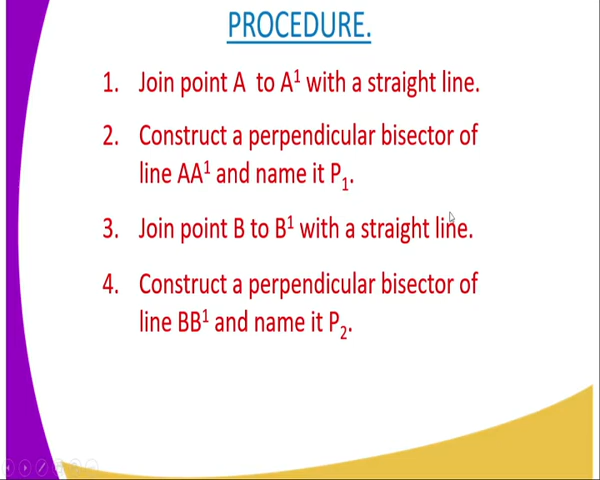 PROCEDURE.
1. Join point A to A¹ with a straight line.
2. Construct a perpendicular bisector of
line AA¹ and name it P₁.
3. Join point B to B¹ with a straight line.
4. Construct a perpendicular bisector of
line BB¹ and name it P₂.